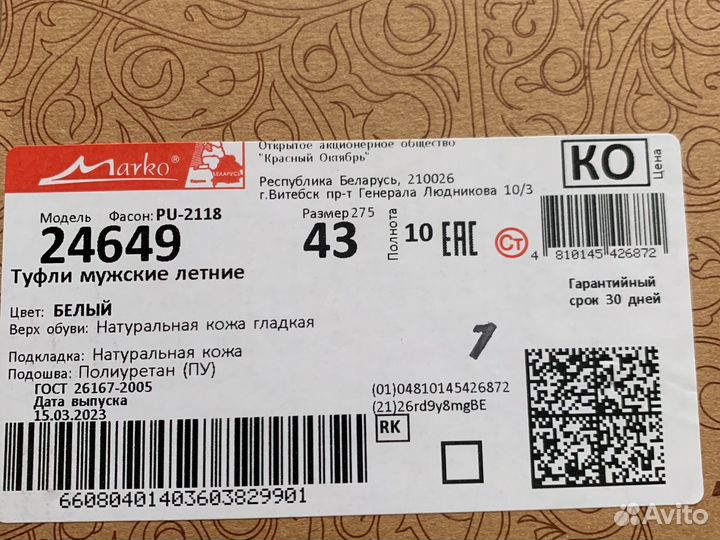 Marko®
БЕЛАРУСЬ
Открытое акционерное общество
"Красный Октябрь"
Республика Беларусь, 210026
г.Витебск пр-т Генерала Людникова 10/3
КО
Цена
Модель Фасон: PU-2118
24649
Размер 275
43
Полнота
10
ЕАС
Ст
4 810145 426872
Туфли мужские летние
Гарантийный
срок 30 дней
Цвет: БЕЛЫЙ
Верх обуви: Натуральная кожа гладкая
1
Подкладка: Натуральная кожа
Подошва: Полиуретан (ПУ)
ГОСТ 26167-2005
Дата выпуска
15.03.2023
(01)04810145426872
(21)26rd9y8mgBE
RK
66080401403603829901
Avito